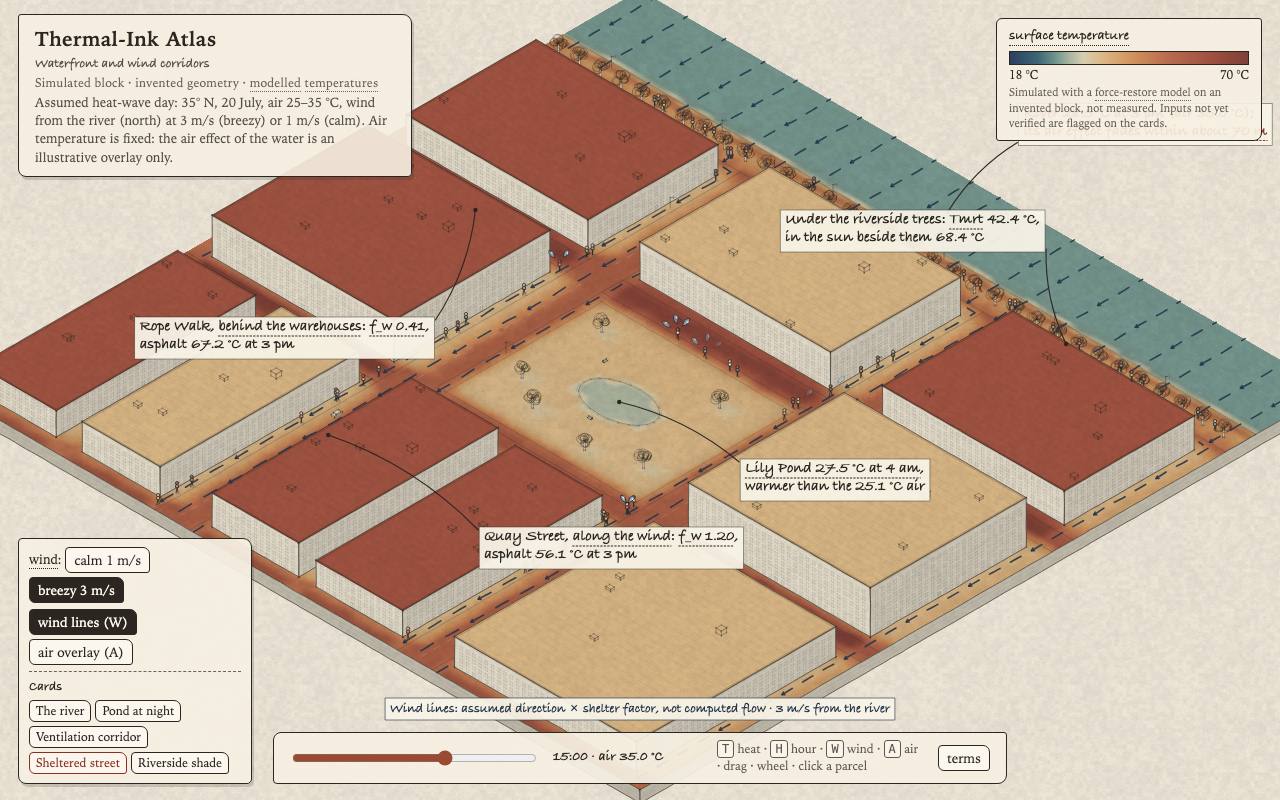 Thermal-Ink Atlas
Waterfront and wind corridors
Simulated block · invented geometry · modelled temperatures
Assumed heat-wave day: 35° N, 20 July, air 25–35 °C, wind
from the river (north) at 3 m/s (breezy) or 1 m/s (calm). Air
temperature is fixed: the air effect of the water is an
illustrative overlay only.
surface temperature
18 °C 70 °C
Simulated with a force-restore model on an
invented block, not measured. Inputs not yet
verified are flagged on the cards.
air effect fades within about 70 m
Under the riverside trees: Tmrt 42.4 °C,
in the sun beside them 68.4 °C
Rope Walk, behind the warehouses: f_w 0.41,
asphalt 67.2 °C at 3 pm
Lily Pond 27.5 °C at 4 am,
warmer than the 25.1 °C air
Quay Street, along the wind: f_w 1.20,
asphalt 56.1 °C at 3 pm
wind: calm 1 m/s
breezy 3 m/s
wind lines (W)
air overlay (A)
Cards
The river Pond at night
Ventilation corridor
Sheltered street Riverside shade
Wind lines: assumed direction × shelter factor, not computed flow · 3 m/s from the river
15:00 · air 35.0 °C
T heat · H hour · W wind · A air
· drag · wheel · click a parcel
terms